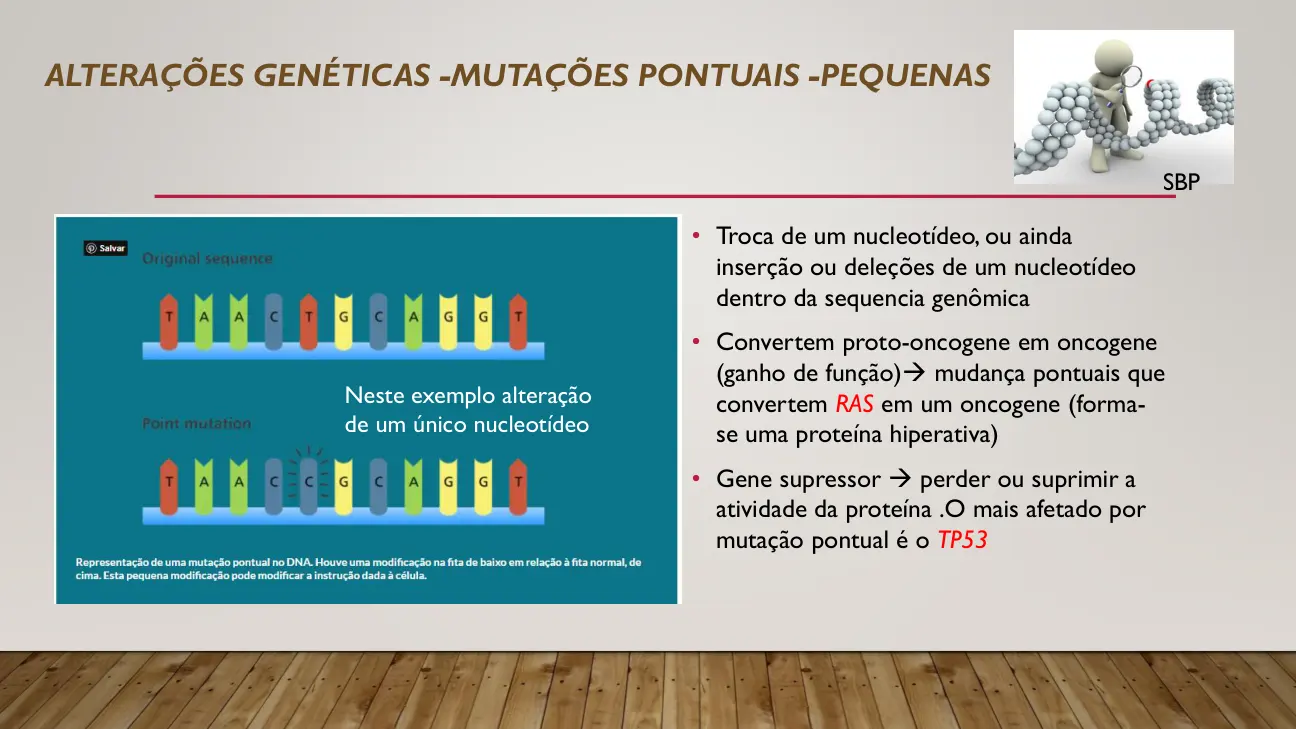 ALTERAÇÕES GENÉTICAS -MUTAÇÕES PONTUAIS -PEQUENAS
SBP
Salvar
Original sequence
T A A C T G C A G G T
Neste exemplo alteração
de um único nucleotídeo
Point mutation
T A A C C G C A G G T
Representação de uma mutação pontual no DNA. Houve uma modificação na fita de baixo em relação à fita normal, de
cima. Esta pequena modificação pode modificar a instrução dada à célula.
• Troca de um nucleotídeo, ou ainda
inserção ou deleções de um nucleotídeo
dentro da sequencia genômica
• Convertem proto-oncogene em oncogene
(ganho de função)→ mudança pontuais que
convertem RAS em um oncogene (forma-
se uma proteína hiperativa)
• Gene supressor → perder ou suprimir a
atividade da proteína .O mais afetado por
mutação pontual é o TP53